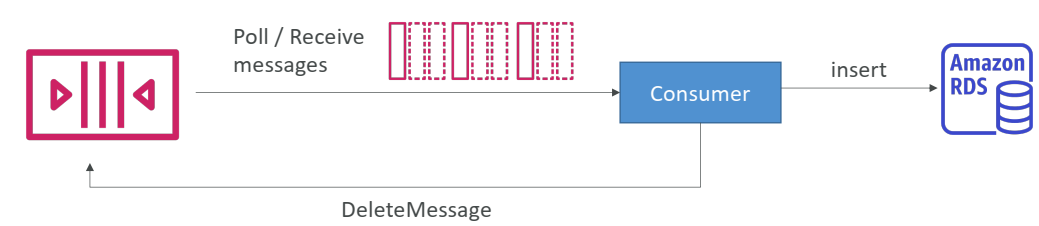 Poll / Receive
messages
Consumer
insert
Amazon
RDS
DeleteMessage